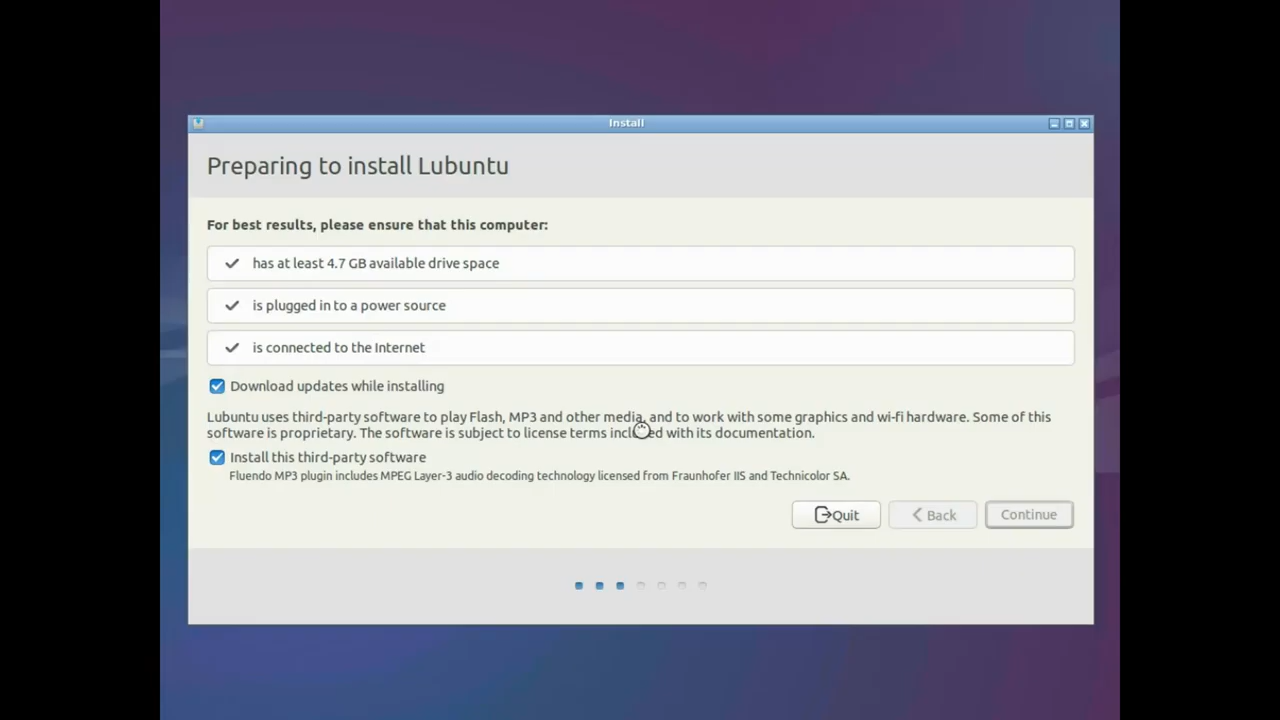 Install
Preparing to install Lubuntu
For best results, please ensure that this computer:
has at least 4.7 GB available drive space
is plugged in to a power source
is connected to the Internet
Download updates while installing
Lubuntu uses third-party software to play Flash, MP3 and other media, and to work with some graphics and wi-fi hardware. Some of this
software is proprietary. The software is subject to license terms included with its documentation.
Install this third-party software
Fluendo MP3 plugin includes MPEG Layer-3 audio decoding technology licensed from Fraunhofer IIS and Technicolor SA.
Quit Back Continue